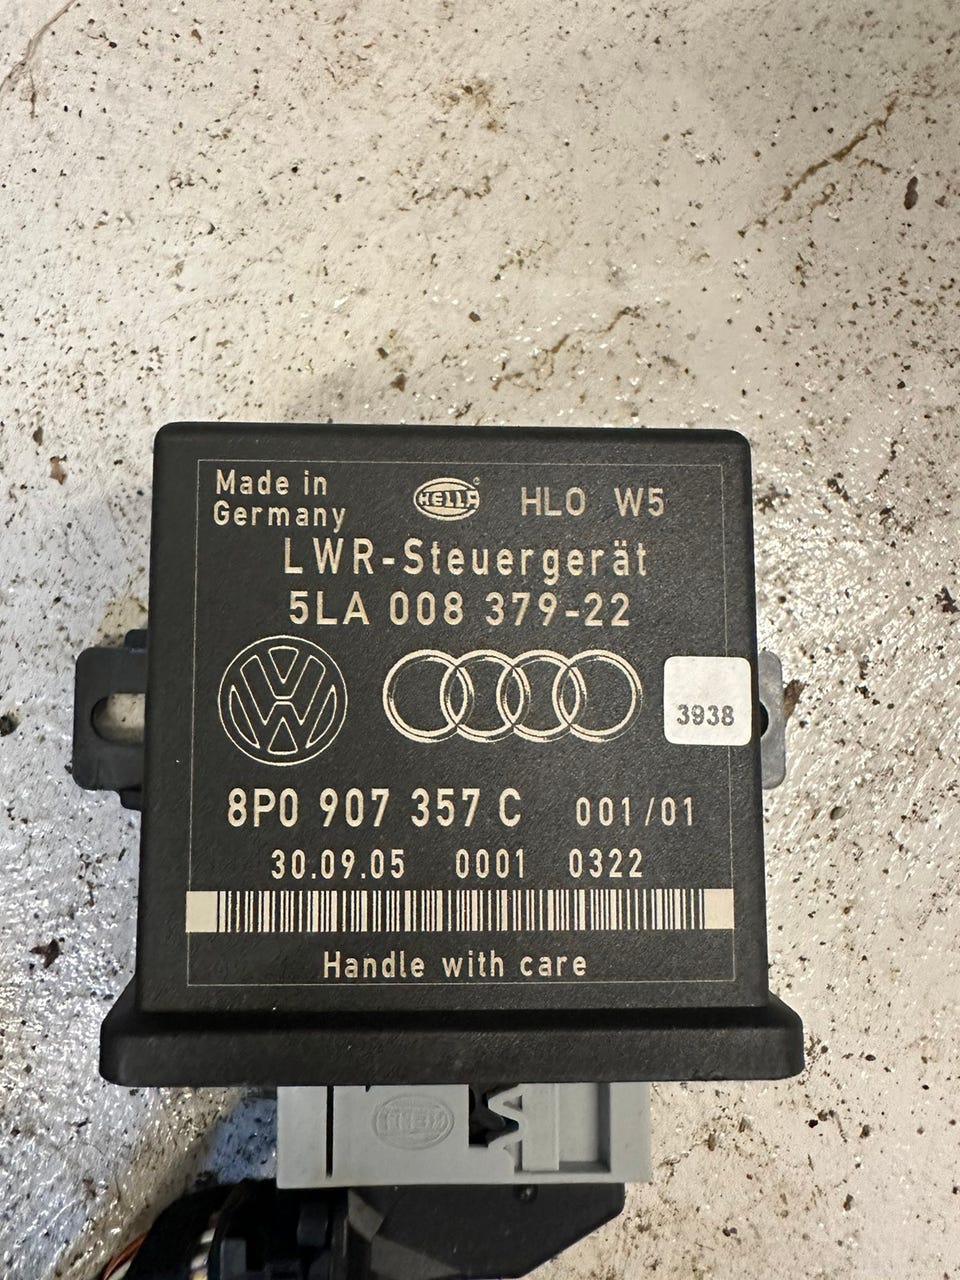 Made in
Germany
HELLA
HLO W5
LWR-Steuergerät
5LA 008 379-22
3938
8P0 907 357 C 001/01
30.09.05 0001 0322
Handle with care
HELLA